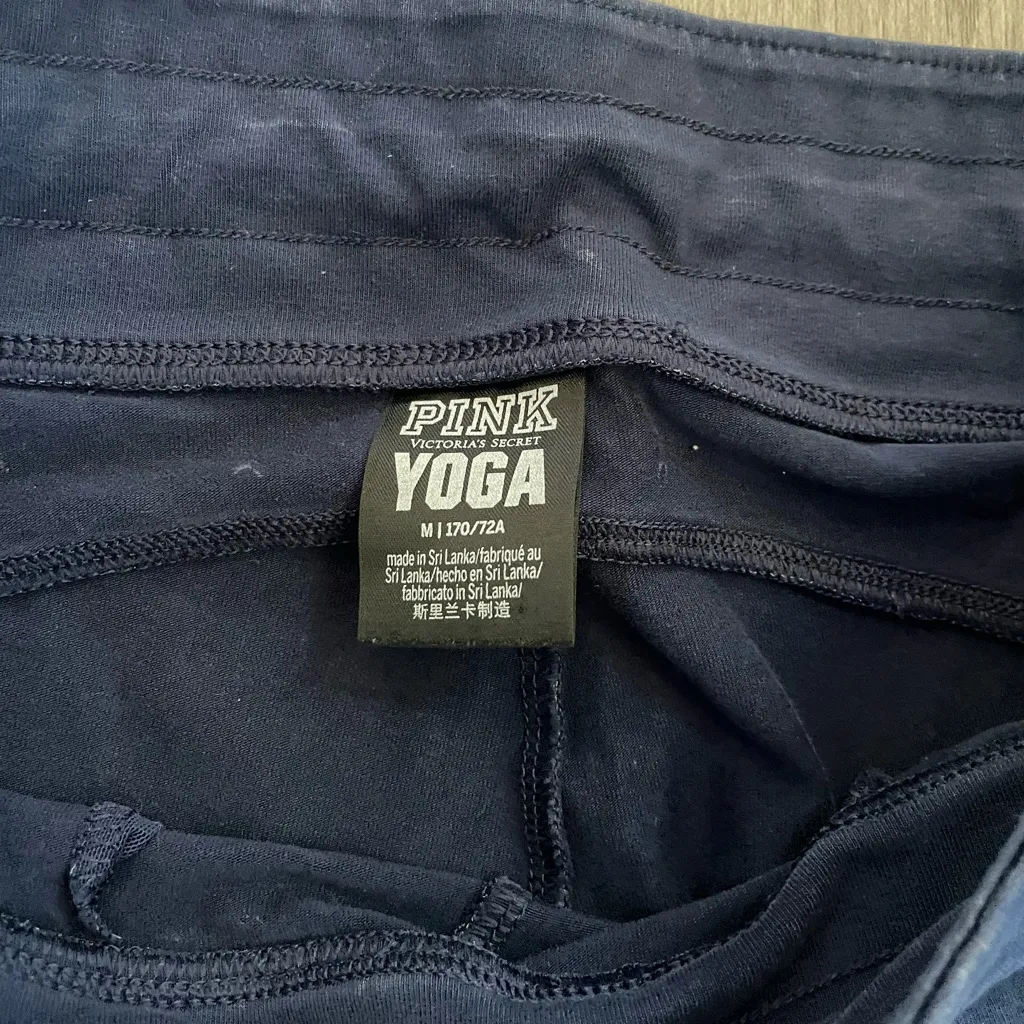 PINK
VICTORIA'S SECRET
YOGA
M | 170/72A
made in Sri Lanka/fabriqué au
Sri Lanka/hecho en Sri Lanka/
fabbricato in Sri Lanka/
斯里兰卡制造